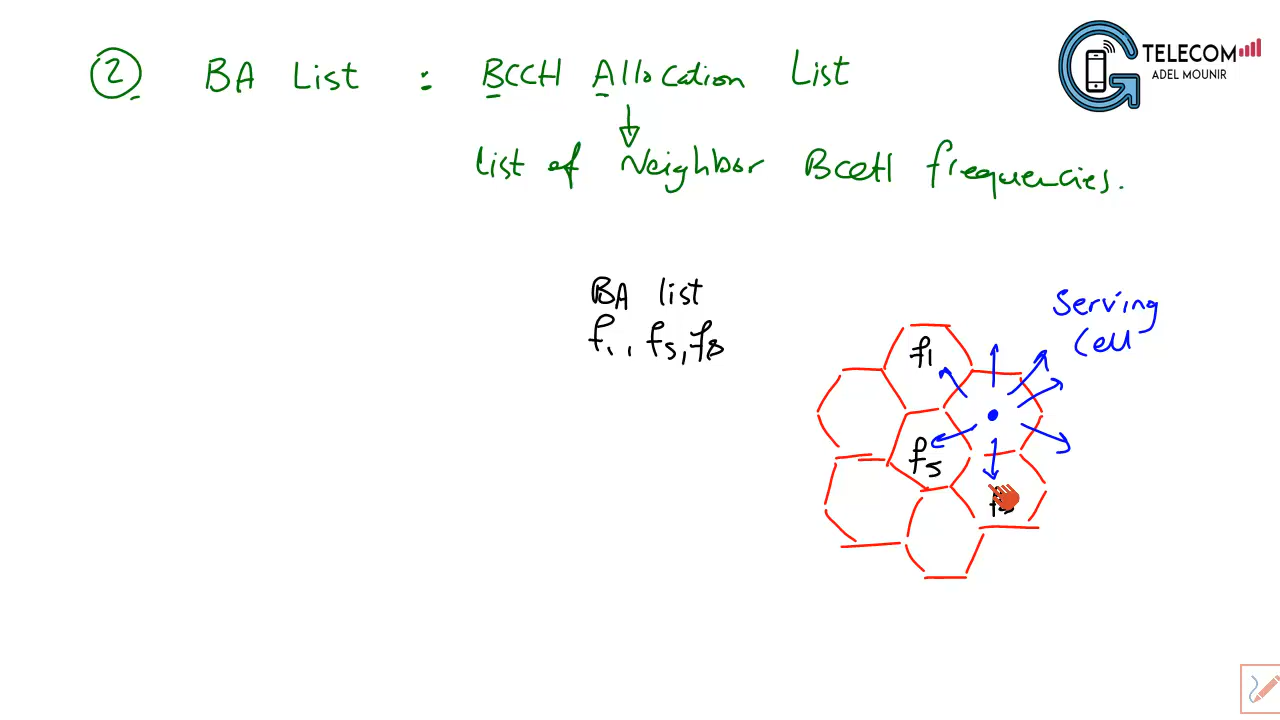 ② BA List : BCCH Allocation List
List of Neighbor BCCH frequencies.
TELECOM
ADEL MOUNIR
BA list
f1, f5, f8
Serving
Cell
f1
f5